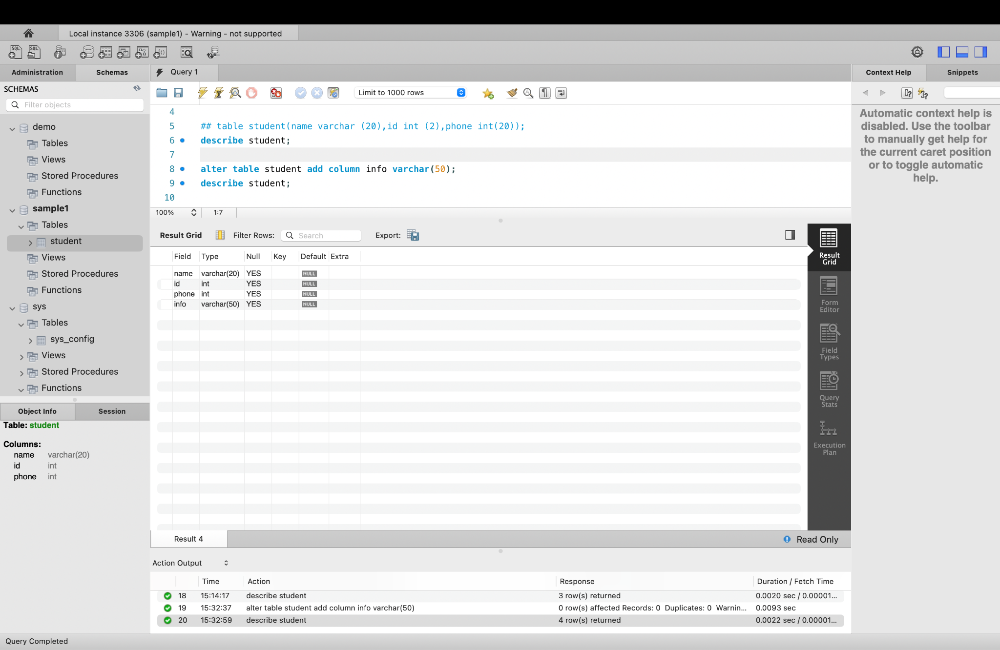 Local instance 3306 (sample1) - Warning - not supported
Administration
Schemas
Query 1
Context Help
Snippets
SCHEMAS
Filter objects
Limit to 1000 rows
demo
Tables
Views
Stored Procedures
Functions
sample1
Tables
student
Views
Stored Procedures
Functions
sys
Tables
sys_config
Views
Stored Procedures
Functions
4
5 ## table student(name varchar (20),id int (2),phone int(20));
6 describe student;
7
8 alter table student add column info varchar(50);
9 describe student;
10
100% 1:7
Automatic context help is
disabled. Use the toolbar
to manually get help for
the current caret position
or to toggle automatic
help.
Result Grid Filter Rows: Search Export:
Field Type Null Key Default Extra
name varchar(20) YES NULL
id int YES NULL
phone int YES NULL
info varchar(50) YES NULL
Result
Grid
Form
Editor
Field
Types
Query
Stats
Execution
Plan
Object Info
Session
Table: student
Columns:
name varchar(20)
id int
phone int
Result 4
Read Only
Action Output
Time Action Response Duration / Fetch Time
18 15:14:17 describe student 3 row(s) returned 0.0020 sec / 0.00001...
19 15:32:37 alter table student add column info varchar(50) 0 row(s) affected Records: 0 Duplicates: 0 Warnin... 0.0093 sec
20 15:32:59 describe student 4 row(s) returned 0.0022 sec / 0.00001...
Query Completed